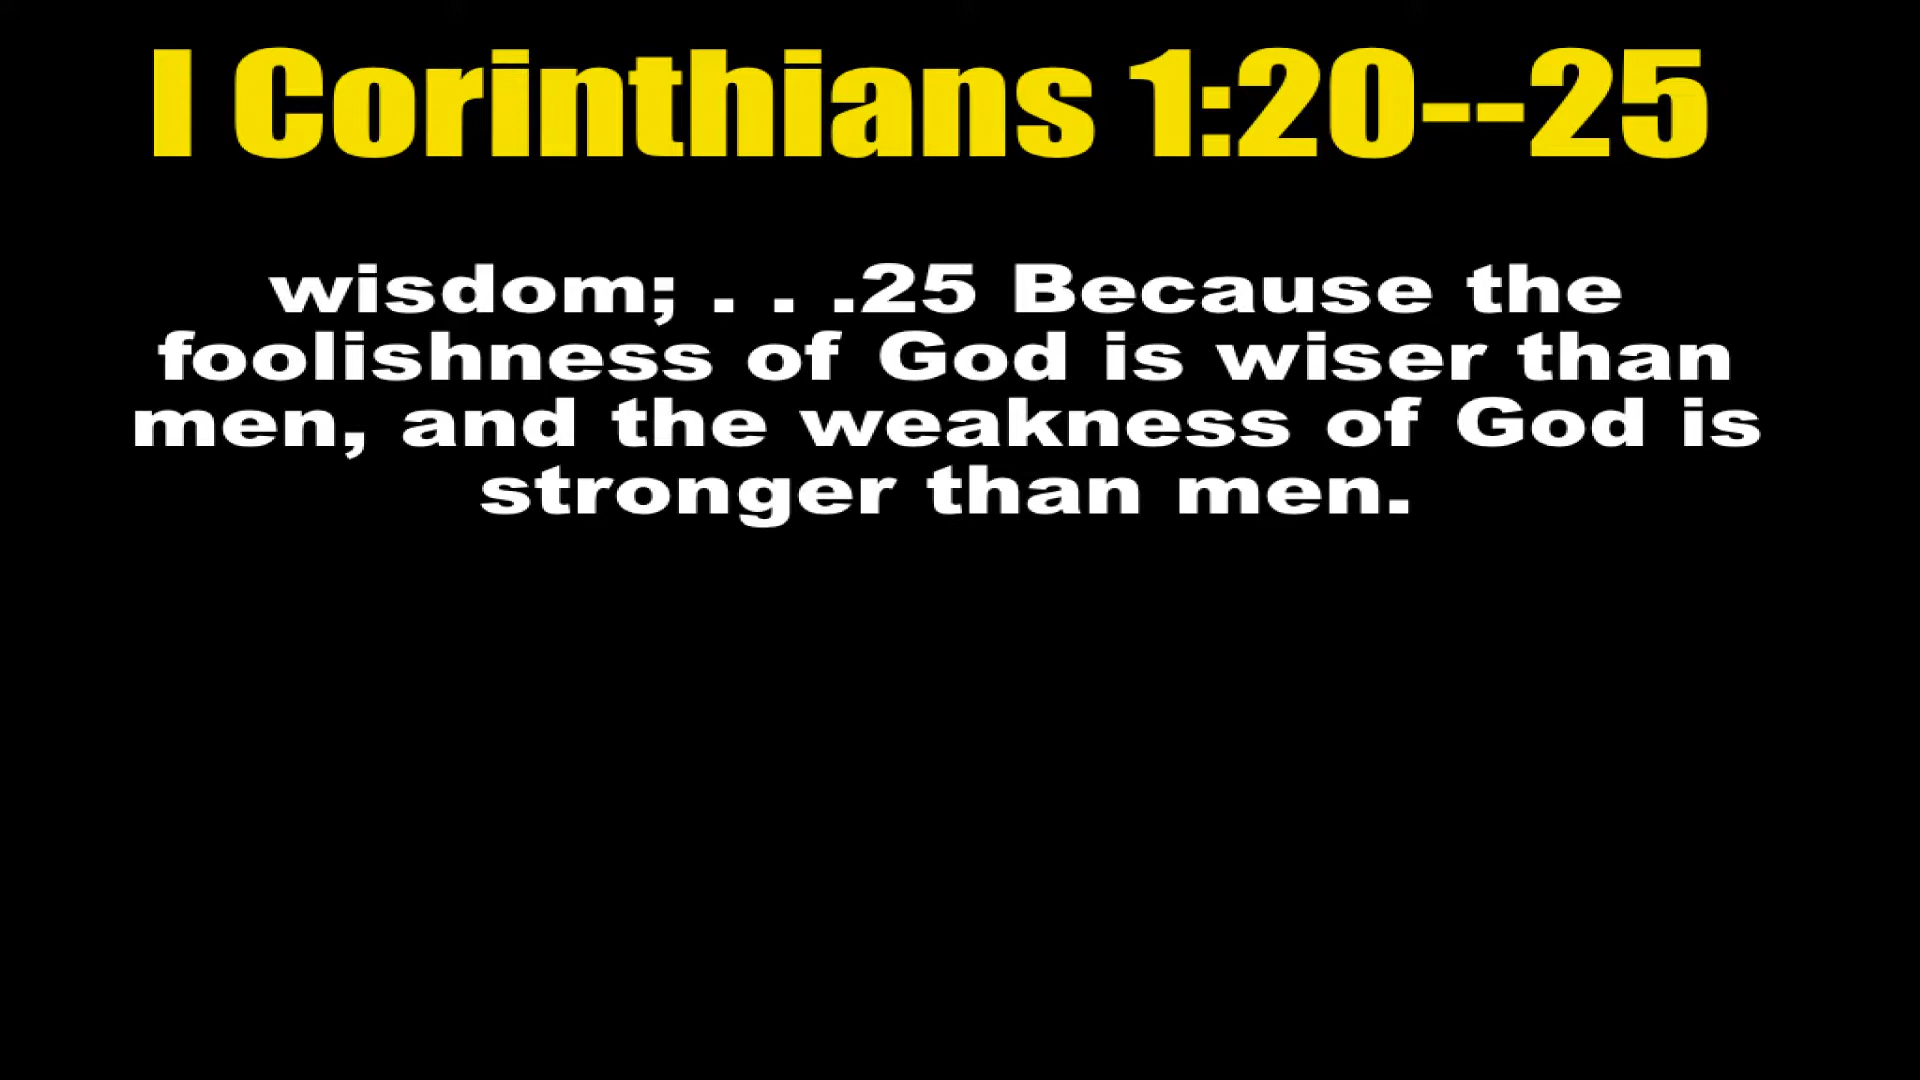 I Corinthians 1:20--25
wisdom; . . .25 Because the
foolishness of God is wiser than
men, and the weakness of God is
stronger than men.